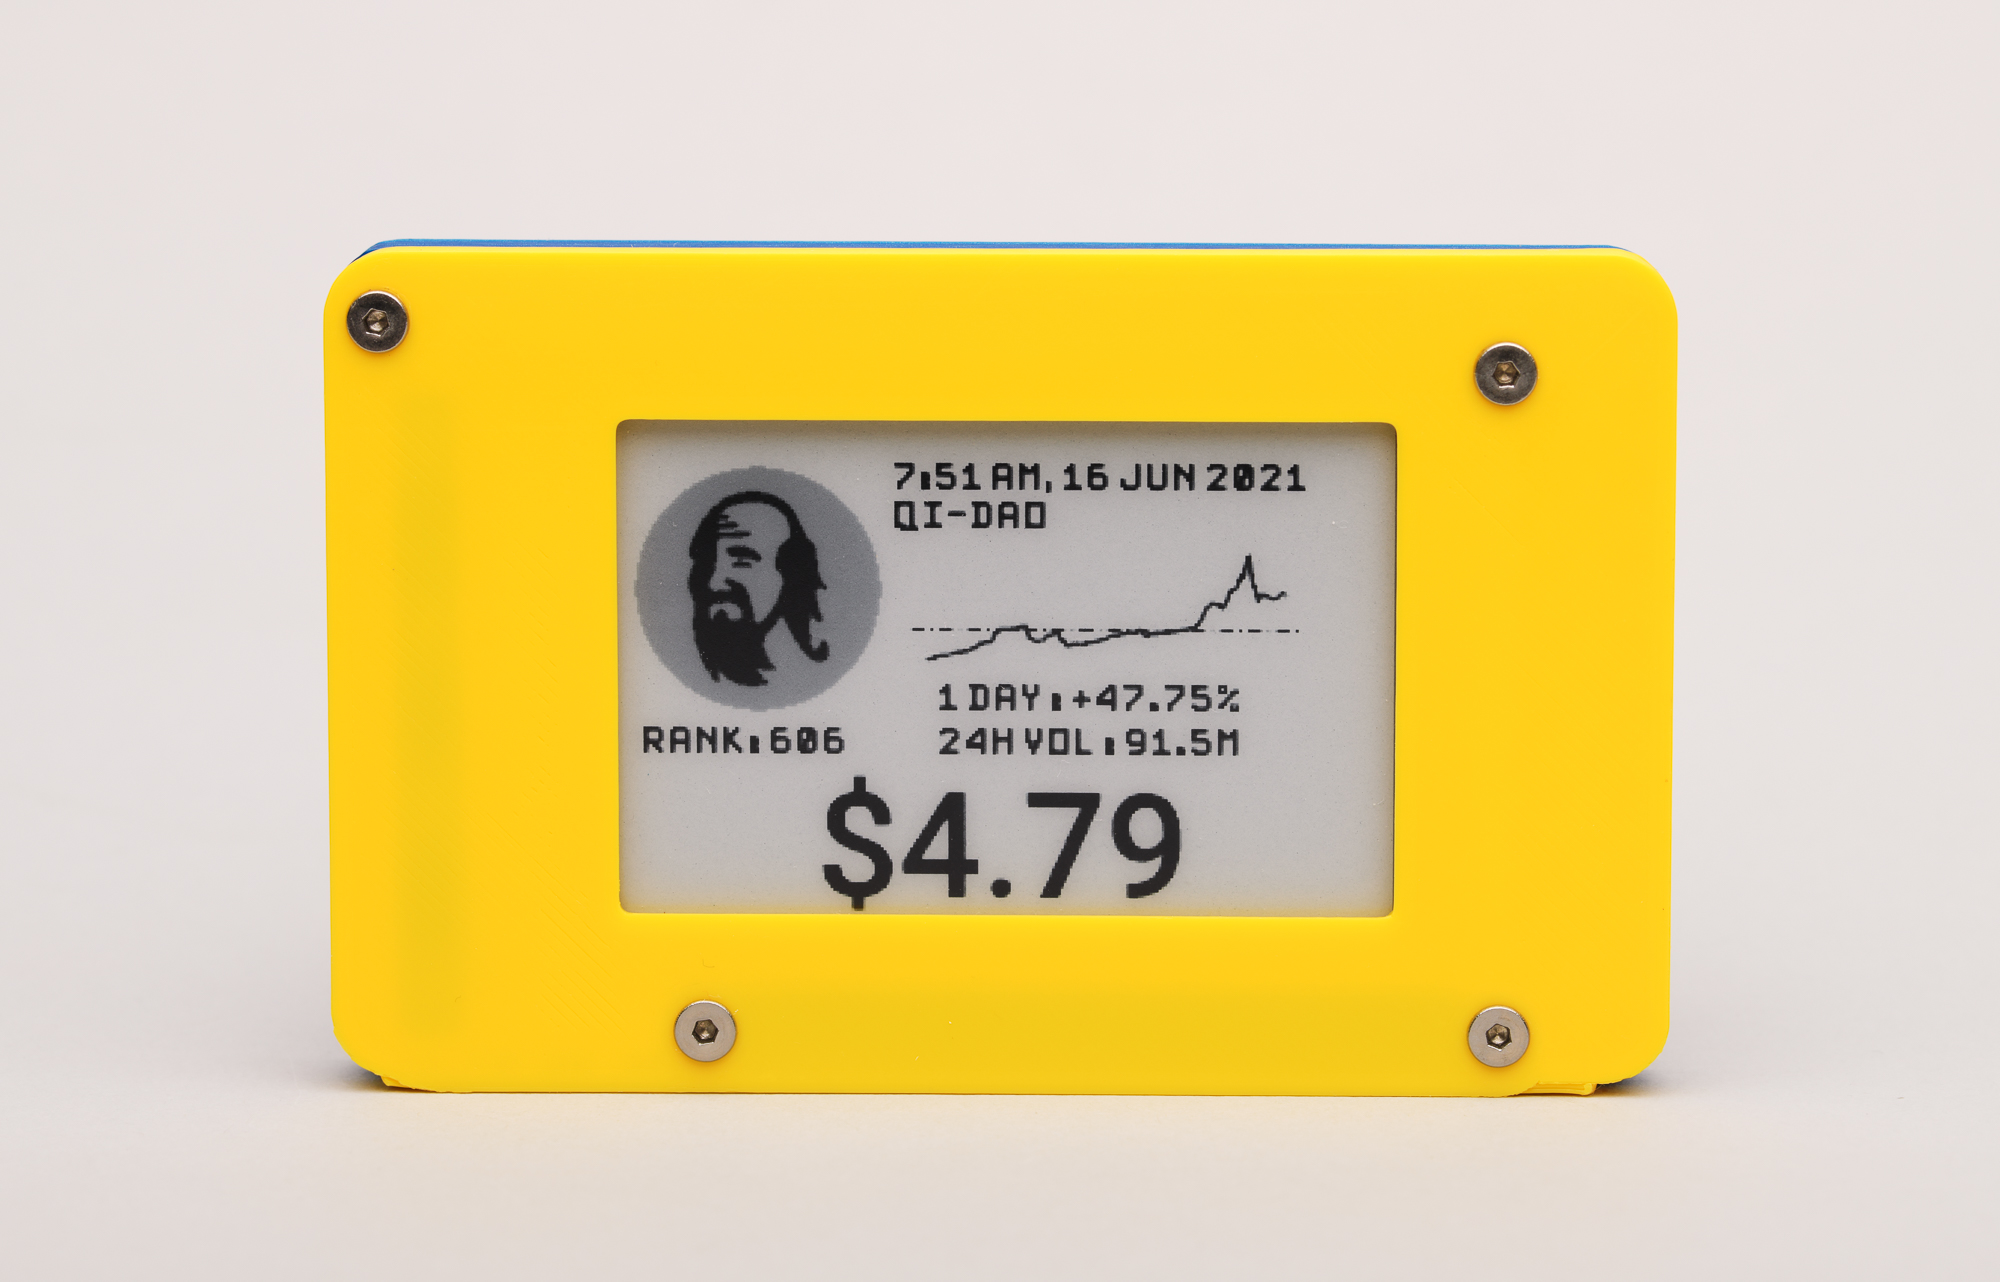 7:51 AM, 16 JUN 2021
QI-DAO
1 DAY : +47.75%
24H VOL : 91.5M
RANK:606
$4.79